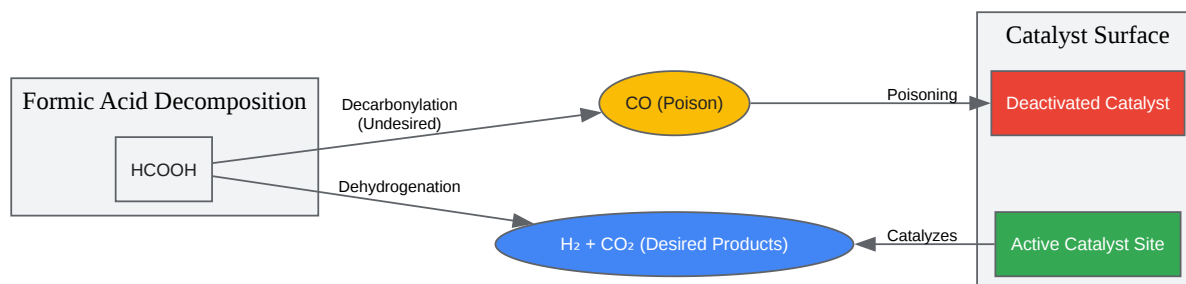 Catalyst Surface
Formic Acid Decomposition
Decarbonylation
(Undesired)
CO (Poison)
Poisoning
Deactivated Catalyst
HCOOH
Dehydrogenation
H₂ + CO₂ (Desired Products)
Catalyzes
Active Catalyst Site